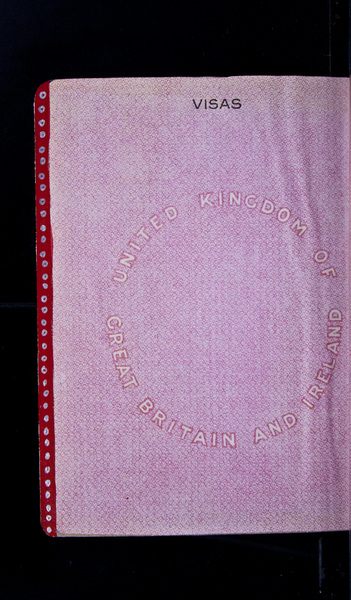 VISAS
UNITED KINGDOM OF
GREAT BRITAIN AND IRELAND